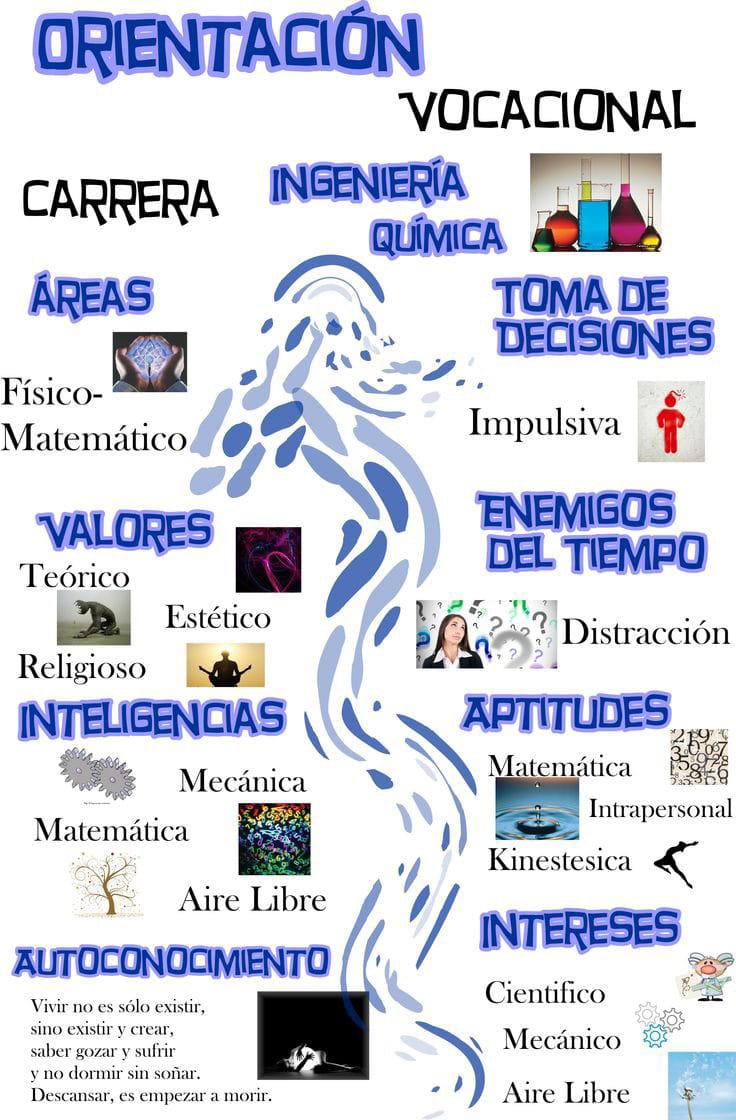 ORIENTACIÓN
VOCACIONAL
CARRERA
INGENIERÍA
QUÍMICA
ÁREAS
Físico-
Matemático
TOMA DE
DECISIONES
Impulsiva
VALORES
Teórico
Estético
Religioso
ENEMIGOS
DEL TIEMPO
Distracción
INTELIGENCIAS
Mecánica
Matemática
Aire Libre
APTITUDES
Matemática
Intrapersonal
Kinestesica
AUTOCONOCIMIENTO
Vivir no es sólo existir,
sino existir y crear,
saber gozar y sufrir
y no dormir sin soñar.
Descansar, es empezar a morir.
INTERESES
Cientifico
Mecánico
Aire Libre